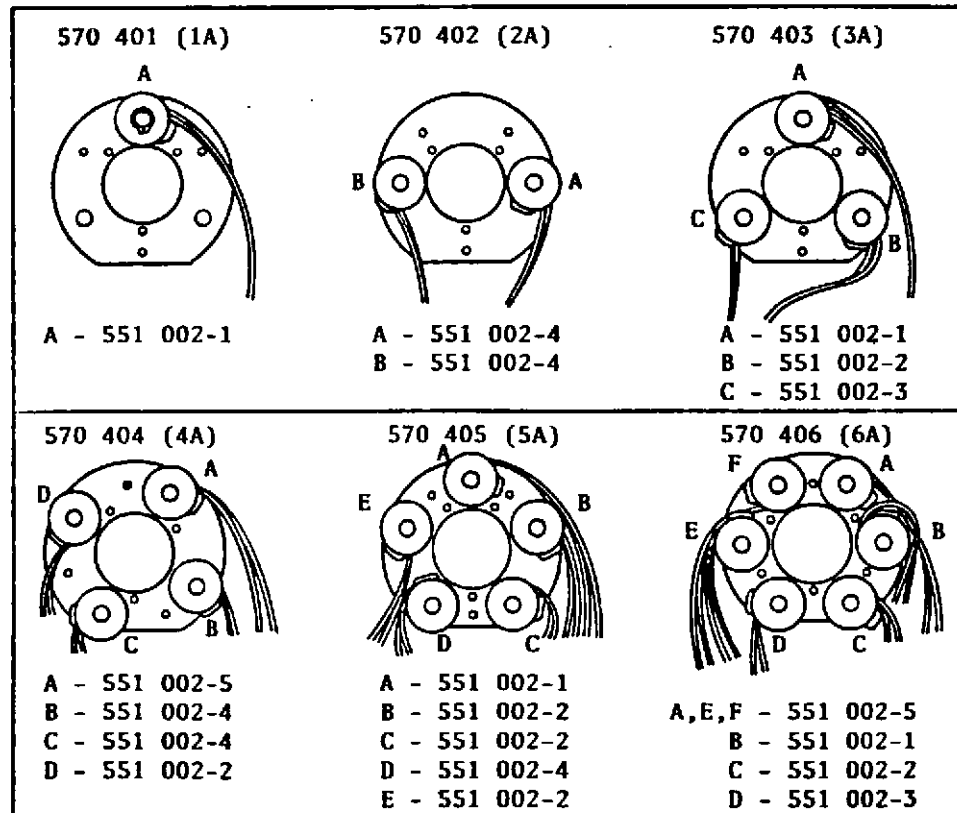 570 401 (1A)
A
A - 551 002-1
570 402 (2A)
B
A
A - 551 002-4
B - 551 002-4
570 403 (3A)
A
C
B
A - 551 002-1
B - 551 002-2
C - 551 002-3
570 404 (4A)
A
D
B
C
A - 551 002-5
B - 551 002-4
C - 551 002-4
D - 551 002-2
570 405 (5A)
A
E
B
D
C
A - 551 002-1
B - 551 002-2
C - 551 002-2
D - 551 002-4
E - 551 002-2
570 406 (6A)
F
A
E
B
D
C
A,E,F - 551 002-5
B - 551 002-1
C - 551 002-2
D - 551 002-3